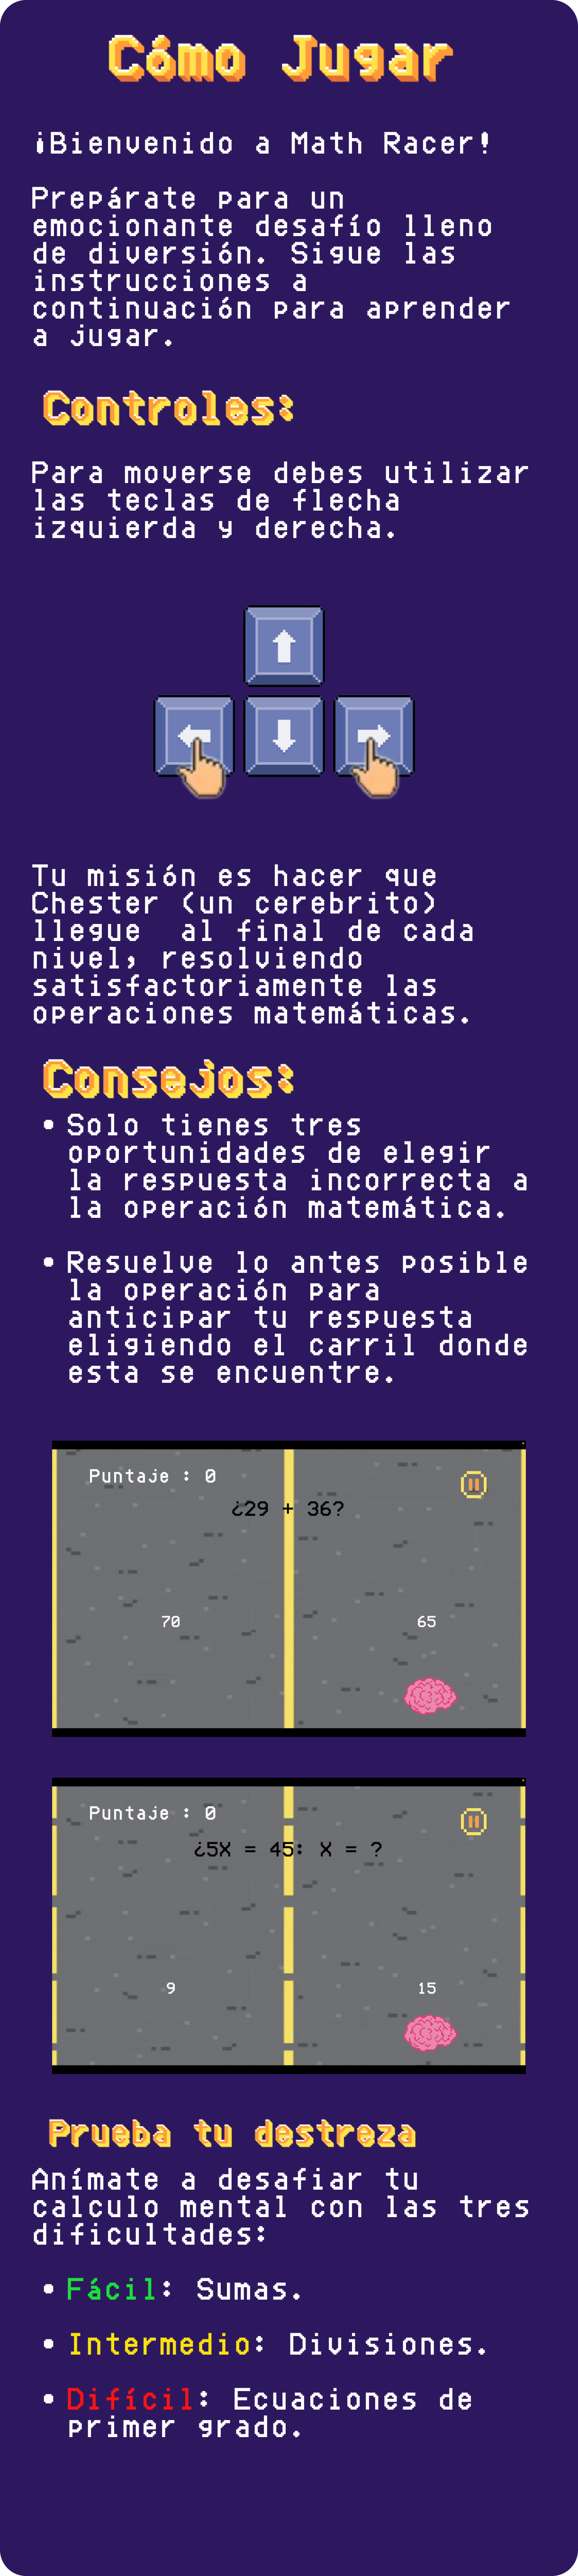 Cómo Jugar
¡Bienvenido a Math Racer!
Prepárate para un
emocionante desafío lleno
de diversión. Sigue las
instrucciones a
continuación para aprender
a jugar.
Controles:
Para moverse debes utilizar
las teclas de flecha
izquierda y derecha.
Tu misión es hacer que
Chester (un cerebrito)
llegue  al final de cada
nivel, resolviendo
satisfactoriamente las
operaciones matemáticas.
Consejos:
• Solo tienes tres
oportunidades de elegir
la respuesta incorrecta a
la operación matemática.
• Resuelve lo antes posible
la operación para
anticipar tu respuesta
eligiendo el carril donde
esta se encuentre.
Puntaje : 0
¿29 + 36?
70 65
Puntaje : 0
¿5X = 45: X = ?
9 15
Prueba tu destreza
Anímate a desafiar tu
calculo mental con las tres
dificultades:
• Fácil: Sumas.
• Intermedio: Divisiones.
• Difícil: Ecuaciones de
primer grado.